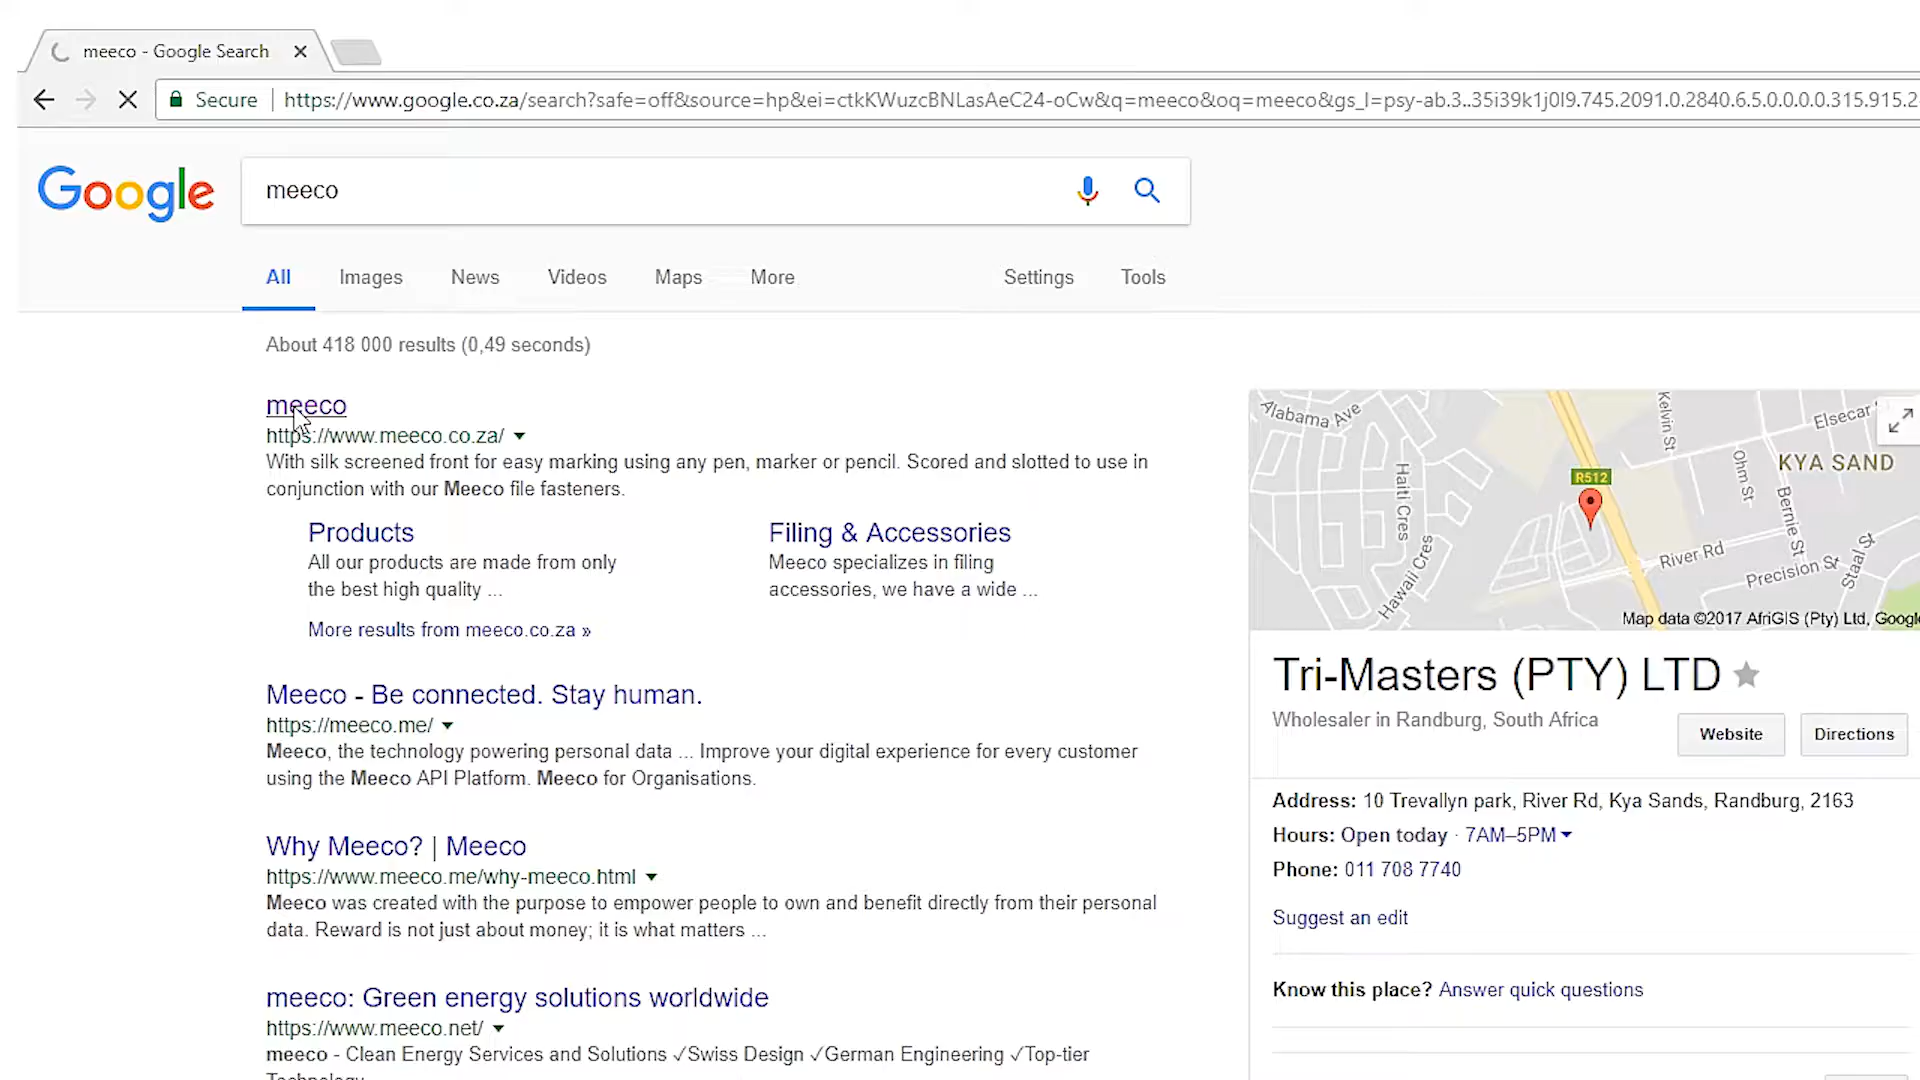 meeco - Google Search
Secure
https://www.google.co.za/search?safe=off&source=hp&ei=ctkKWuzcBNLasAeC24-oCw&q=meeco&oq=meeco&gs_l=psy-ab.3..35i39k1j0l9.745.2091.0.2840.6.5.0.0.0.0.315.915.2
Google
meeco
All Images News Videos Maps More Settings Tools
About 418 000 results (0,49 seconds)
meeco
https://www.meeco.co.za/
With silk screened front for easy marking using any pen, marker or pencil. Scored and slotted to use in
conjunction with our Meeco file fasteners.
Products
All our products are made from only
the best high quality ...
Filing & Accessories
Meeco specializes in filing
accessories, we have a wide ...
More results from meeco.co.za »
Meeco - Be connected. Stay human.
https://meeco.me/
Meeco, the technology powering personal data ... Improve your digital experience for every customer
using the Meeco API Platform. Meeco for Organisations.
Why Meeco? | Meeco
https://www.meeco.me/why-meeco.html
Meeco was created with the purpose to empower people to own and benefit directly from their personal
data. Reward is not just about money; it is what matters ...
meeco: Green energy solutions worldwide
https://www.meeco.net/
meeco - Clean Energy Services and Solutions ✓Swiss Design ✓German Engineering ✓Top-tier
Technology
Alabama Ave
Kelvin St
Elsecar
KYA SAND
R512
Haiti Cres
Ohm St
Bernie St
Hawaii Cres
River Rd
Precision St
Staal St
Map data ©2017 AfriGIS (Pty) Ltd, Google
Tri-Masters (PTY) LTD
Wholesaler in Randburg, South Africa
Website
Directions
Address: 10 Trevallyn park, River Rd, Kya Sands, Randburg, 2163
Hours: Open today · 7AM–5PM
Phone: 011 708 7740
Suggest an edit
Know this place? Answer quick questions